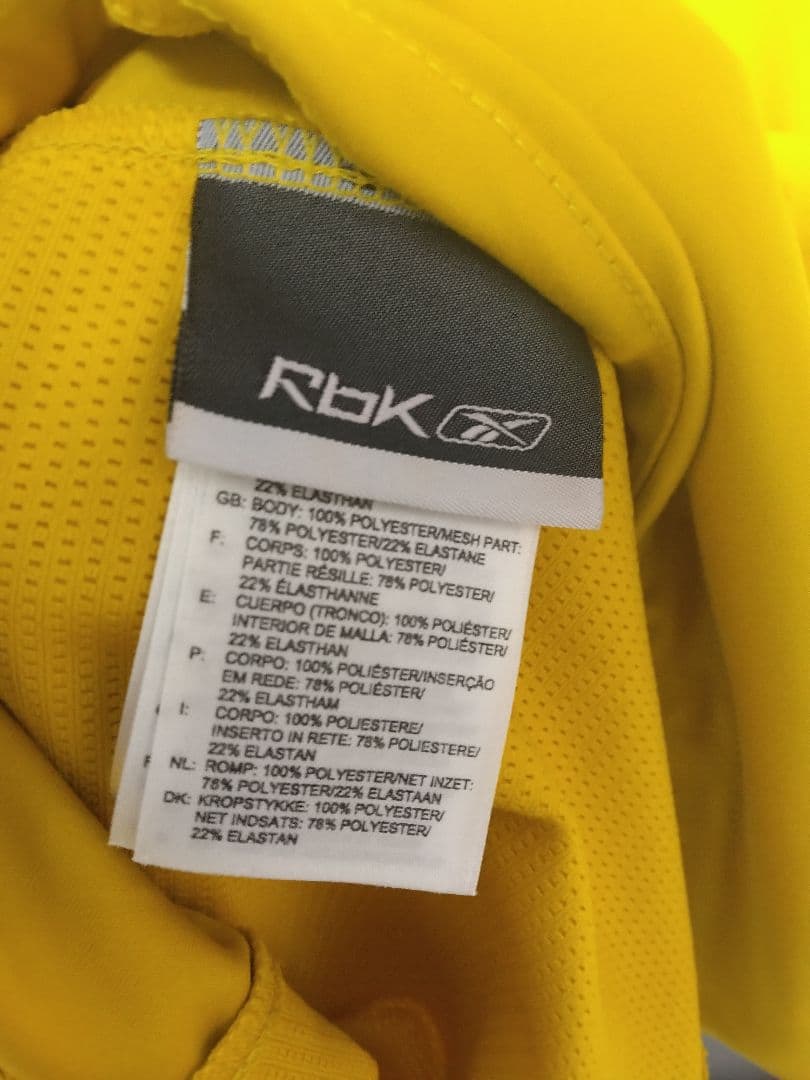 RbK
22% ELASTHAN
GB: BODY: 100% POLYESTER/MESH PART:
78% POLYESTER/22% ELASTANE
F: CORPS: 100% POLYESTER/
PARTIE RÉSILLE: 78% POLYESTER/
22% ÉLASTHANNE
E: CUERPO (TRONCO): 100% POLIÉSTER/
INTERIOR DE MALLA: 78% POLIÉSTER/
22% ELASTHAN
P: CORPO: 100% POLIÉSTER/INSERÇÃO
EM REDE: 78% POLIÉSTER/
22% ELASTHAM
I: CORPO: 100% POLIESTERE/
INSERTO IN RETE: 78% POLIESTERE/
22% ELASTAN
NL: ROMP: 100% POLYESTER/NET INZET:
78% POLYESTER/22% ELASTAAN
DK: KROPSTYKKE: 100% POLYESTER/
NET INDSATS: 78% POLYESTER/
22% ELASTAN